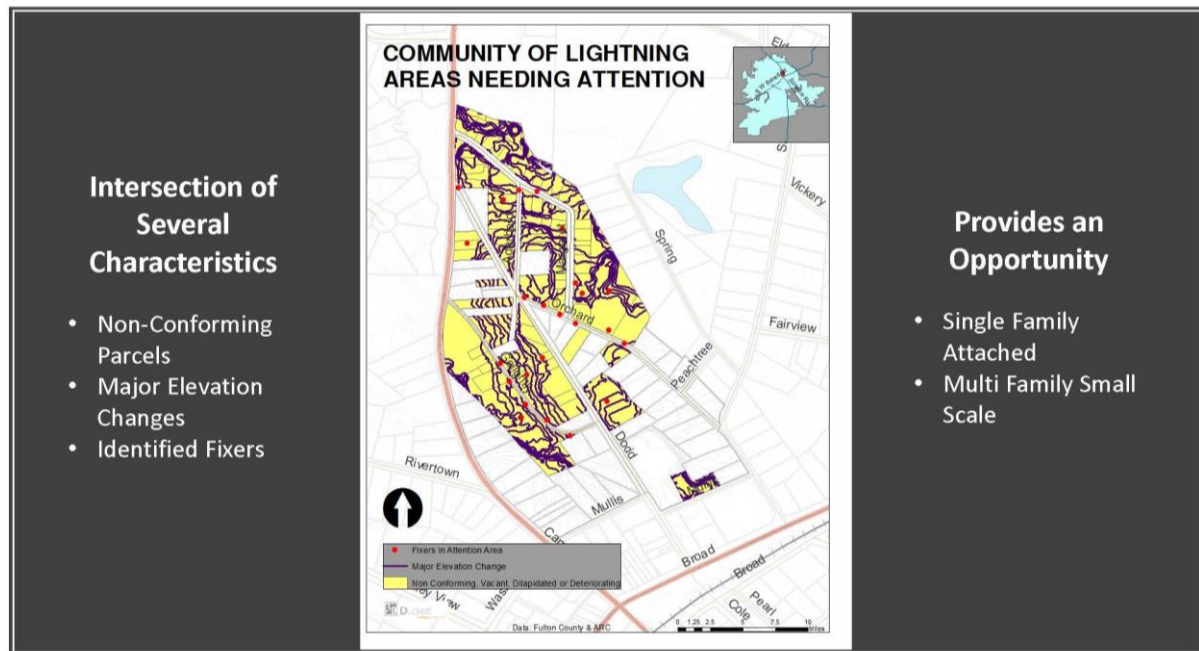 Intersection of
Several
Characteristics
• Non-Conforming
Parcels
• Major Elevation
Changes
• Identified Fixers
COMMUNITY OF LIGHTNING
AREAS NEEDING ATTENTION
Vickery
Spring
Orchard
Fairview
Peachtree
Dodd
Rivertown
Mullis
Broad
Broad
Pearl
Cole
Fixers in Attention Area
Major Elevation Change
Non Conforming, Vacant, Dilapidated or Deteriorating
Data: Fulton County & ARC
0 1.25 2.5 5 7.5 10
Miles
Provides an
Opportunity
• Single Family
Attached
• Multi Family Small
Scale